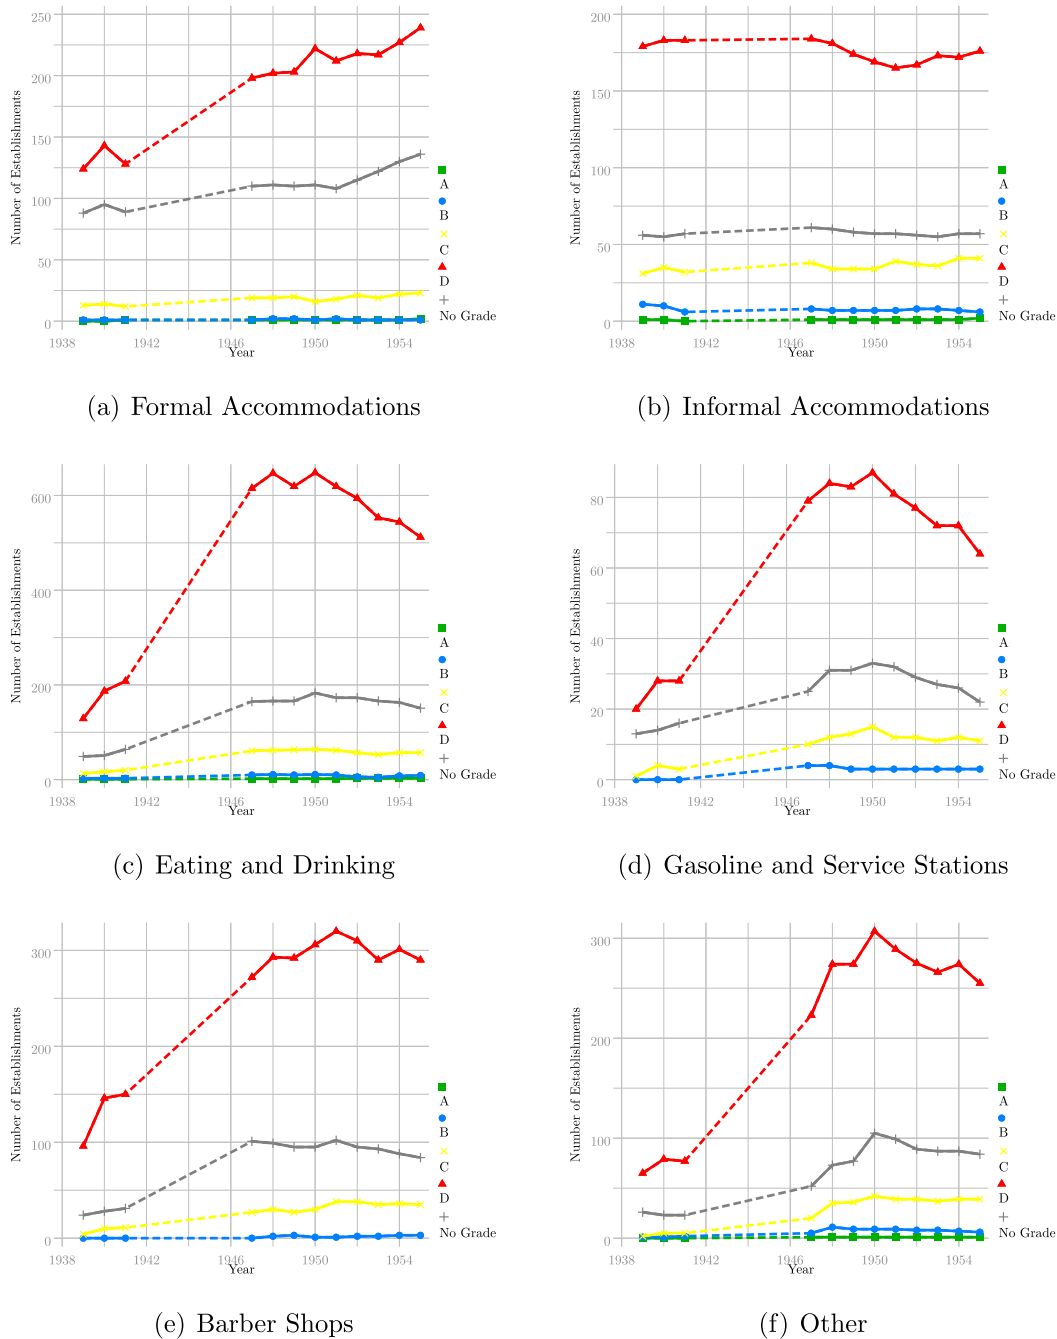 250
200
150
100
50
0
Number of Establishments
1938
1942
1946
1950
1954
Year
A
B
C
D
No Grade
(a) Formal Accommodations
200
150
100
50
0
Number of Establishments
1938
1942
1946
1950
1954
Year
A
B
C
D
No Grade
(b) Informal Accommodations
600
400
200
0
Number of Establishments
1938
1942
1946
1950
1954
Year
A
B
C
D
No Grade
(c) Eating and Drinking
80
60
40
20
0
Number of Establishments
1938
1942
1946
1950
1954
Year
A
B
C
D
No Grade
(d) Gasoline and Service Stations
300
200
100
0
Number of Establishments
1938
1942
1946
1950
1954
Year
A
B
C
D
No Grade
(e) Barber Shops
300
200
100
0
Number of Establishments
1938
1942
1946
1950
1954
Year
A
B
C
D
No Grade
(f) Other